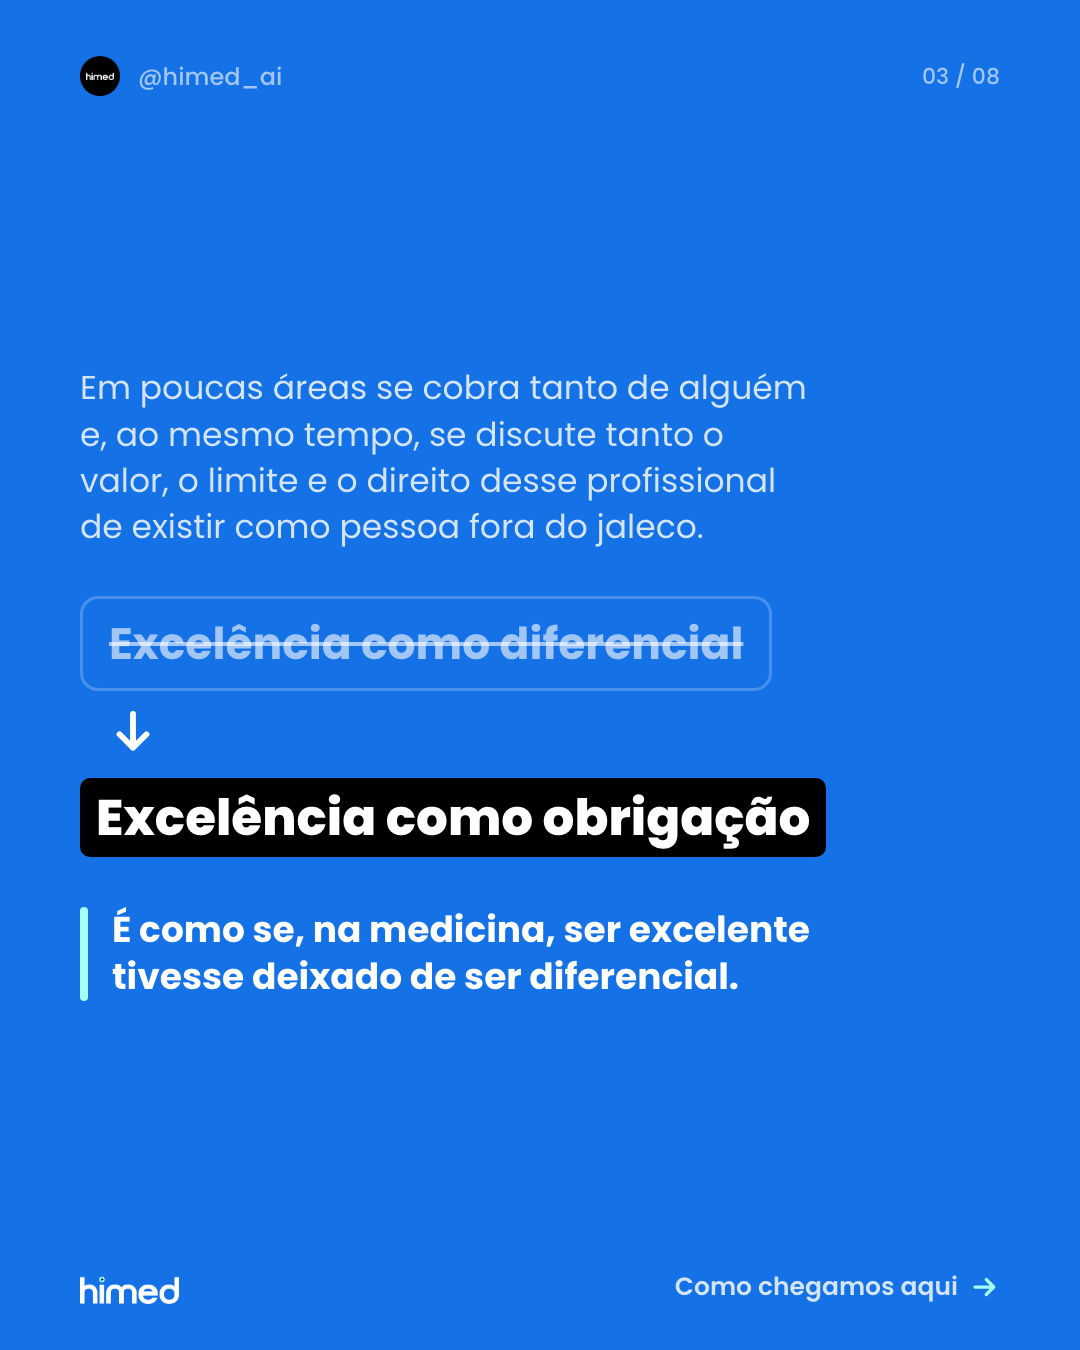 himed @himed_ai 03 / 08
Em poucas áreas se cobra tanto de alguém
e, ao mesmo tempo, se discute tanto o
valor, o limite e o direito desse profissional
de existir como pessoa fora do jaleco.
Excelência como diferencial
Excelência como obrigação
É como se, na medicina, ser excelente
tivesse deixado de ser diferencial.
himed Como chegamos aqui →